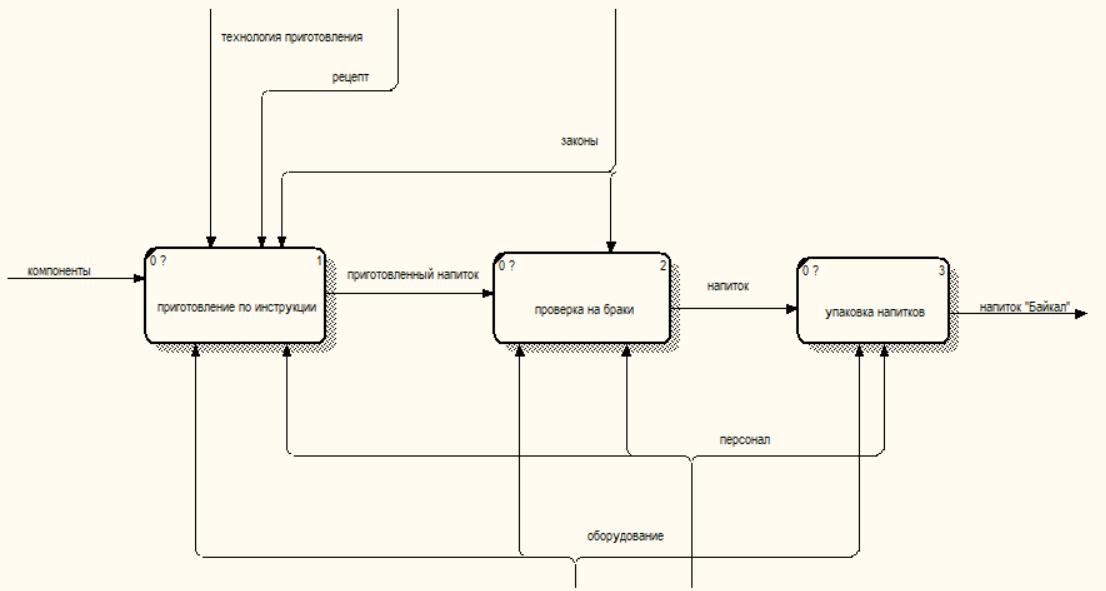 технология приготовления
рецепт
законы
компоненты
0 ?
1
приготовление по инструкции
приготовленный напиток
0 ?
2
проверка на браки
напиток
0 ?
3
упаковка напитков
напиток "Байкал"
персонал
оборудование